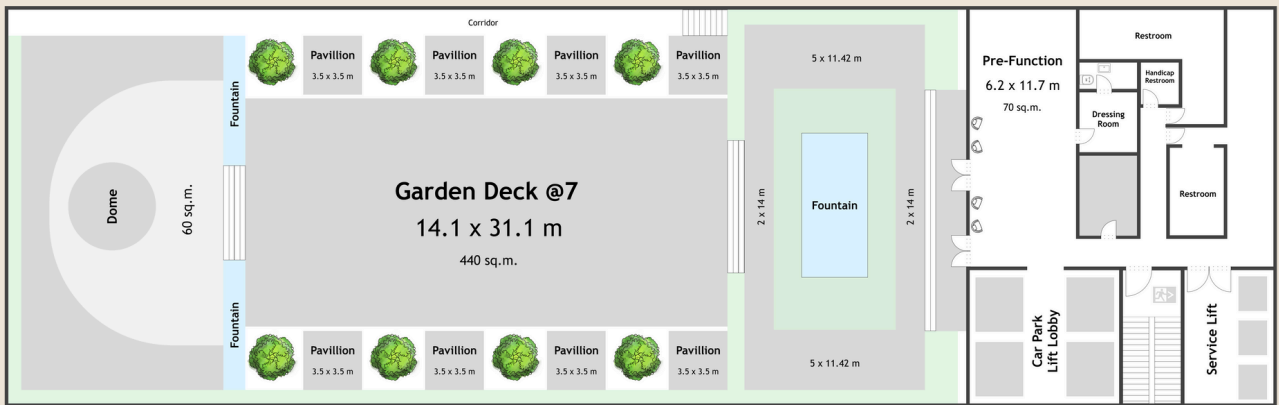 Corridor
Pavillion
3.5 x 3.5 m
Pavillion
3.5 x 3.5 m
Pavillion
3.5 x 3.5 m
Pavillion
3.5 x 3.5 m
Fountain
5 x 11.42 m
Pre-Function
6.2 x 11.7 m
70 sq.m.
Restroom
Handicap
Restroom
Dressing
Room
Restroom
Dome
60 sq.m.
Garden Deck @7
14.1 x 31.1 m
440 sq.m.
2 x 14 m
Fountain
2 x 14 m
Fountain
Pavillion
3.5 x 3.5 m
Pavillion
3.5 x 3.5 m
Pavillion
3.5 x 3.5 m
Pavillion
3.5 x 3.5 m
5 x 11.42 m
Car Park
Lift Lobby
Service Lift